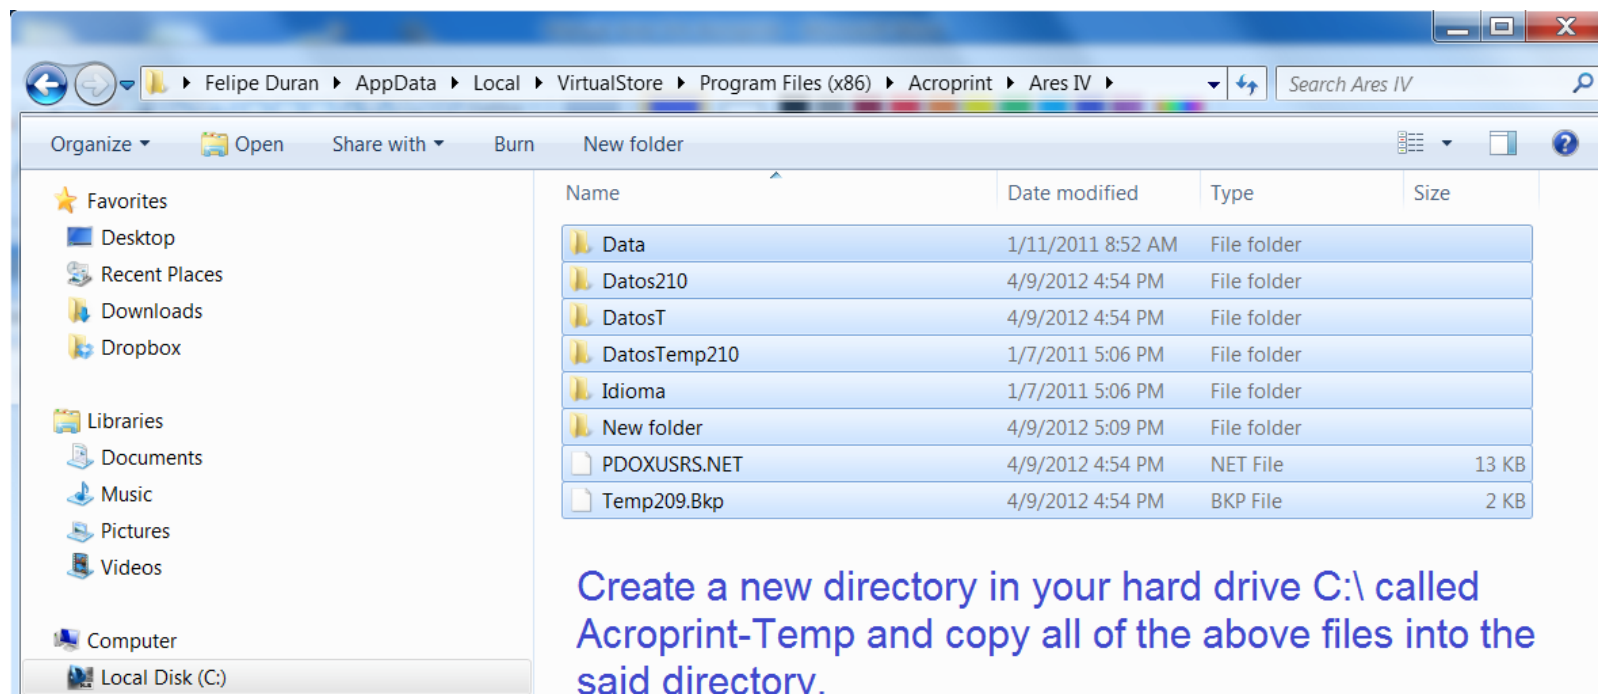 Felipe Duran AppData Local VirtualStore Program Files (x86) Acroprint Ares IV Search Ares IV
Organize Open Share with Burn New folder
Favorites
Desktop
Recent Places
Downloads
Dropbox
Libraries
Documents
Music
Pictures
Videos
Computer
Local Disk (C:)
Name Date modified Type Size
Data 1/11/2011 8:52 AM File folder
Datos210 4/9/2012 4:54 PM File folder
DatosT 4/9/2012 4:54 PM File folder
DatosTemp210 1/7/2011 5:06 PM File folder
Idioma 1/7/2011 5:06 PM File folder
New folder 4/9/2012 5:09 PM File folder
PDOXUSRS.NET 4/9/2012 4:54 PM NET File 13 KB
Temp209.Bkp 4/9/2012 4:54 PM BKP File 2 KB
Create a new directory in your hard drive C:\ called
Acroprint-Temp and copy all of the above files into the
said directory.